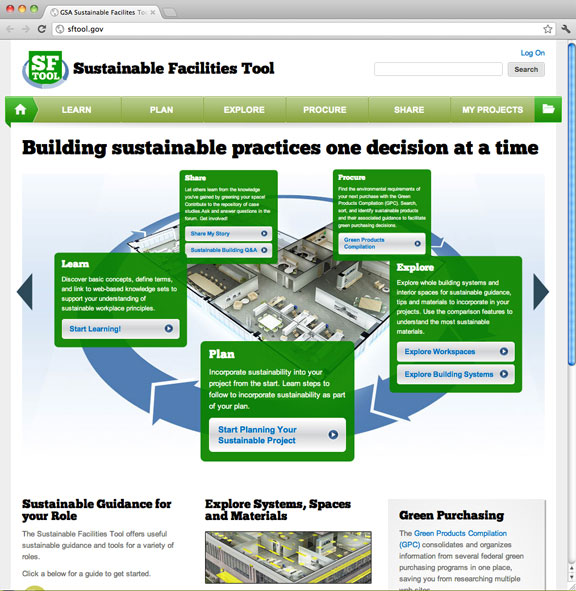 GSA Sustainable Facilites To
sftool.gov
Log On
SF
TOOL
Sustainable Facilities Tool
Search
LEARN
PLAN
EXPLORE
PROCURE
SHARE
MY PROJECTS
Building sustainable practices one decision at a time
Share
Let others learn from the knowledge
you've gained by greening your space!
Contribute to the repository of case
studies.Ask and answer questions in the
forum. Get involved!
Share My Story
Sustainable Building Q&A
Procure
Find the environmental requirements of
your next purchase with the Green
Products Compilation (GPC). Search,
sort, and identify sustainable products
and their associated guidance to facilitate
green purchasing decisions.
Green Products
Compilation
Learn
Discover basic concepts, define terms,
and link to web-based knowledge sets to
support your understanding of
sustainable workplace principles.
Start Learning!
Explore
Explore whole building systems and
interior spaces for sustainable guidance,
tips and materials to incorporate in your
projects. Use the comparison features to
understand the most sustainable
materials.
Explore Workspaces
Explore Building Systems
Plan
Incorporate sustainability into your
project from the start. Learn steps to
follow to incorporate sustainability as part
of your plan.
Start Planning Your
Sustainable Project
Sustainable Guidance for
your Role
The Sustainable Facilities Tool offers useful
sustainable guidance and tools for a variety of
roles.
Click a below for a guide to get started.
Explore Systems, Spaces
and Materials
Green Purchasing
The Green Products Compilation
(GPC) consolidates and organizes
information from several federal green
purchasing programs in one place,
saving you from researching multiple
web sites.